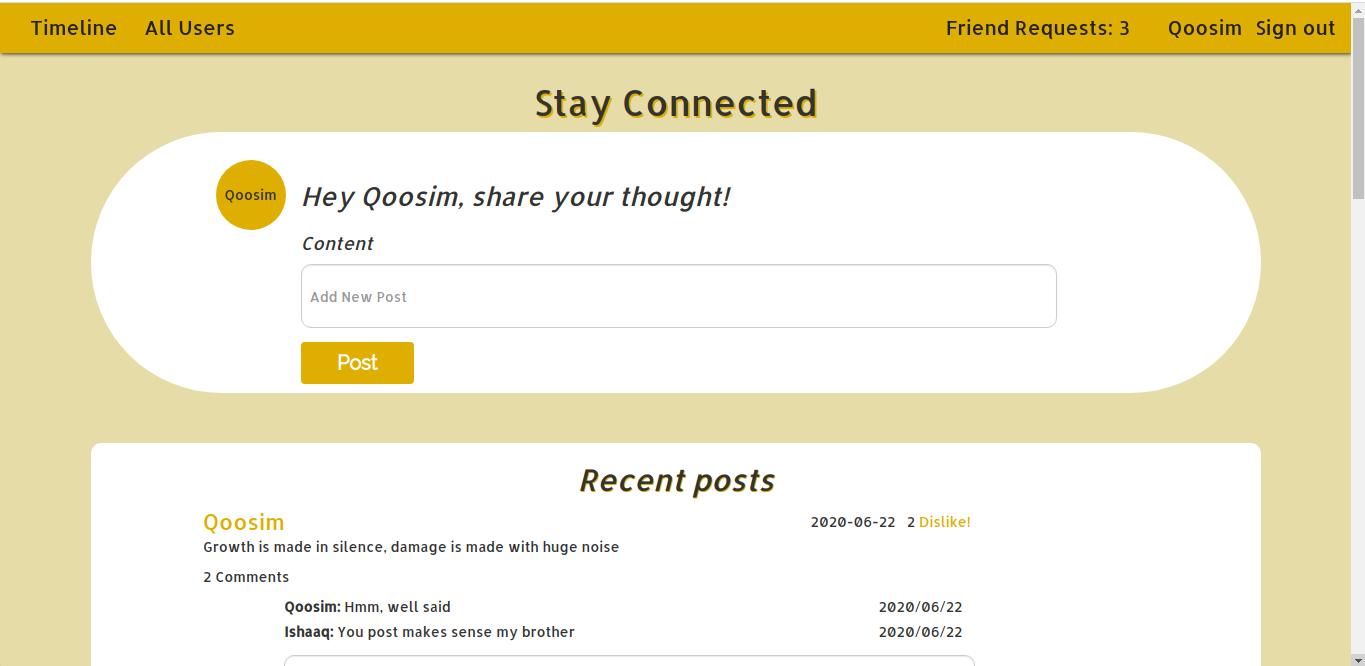 Timeline All Users Friend Requests: 3 Qoosim Sign out
Stay Connected
Qoosim
Hey Qoosim, share your thought!
Content
Add New Post
Post
Recent posts
Qoosim 2020-06-22 2 Dislike!
Growth is made in silence, damage is made with huge noise
2 Comments
Qoosim: Hmm, well said 2020/06/22
Ishaaq: You post makes sense my brother 2020/06/22